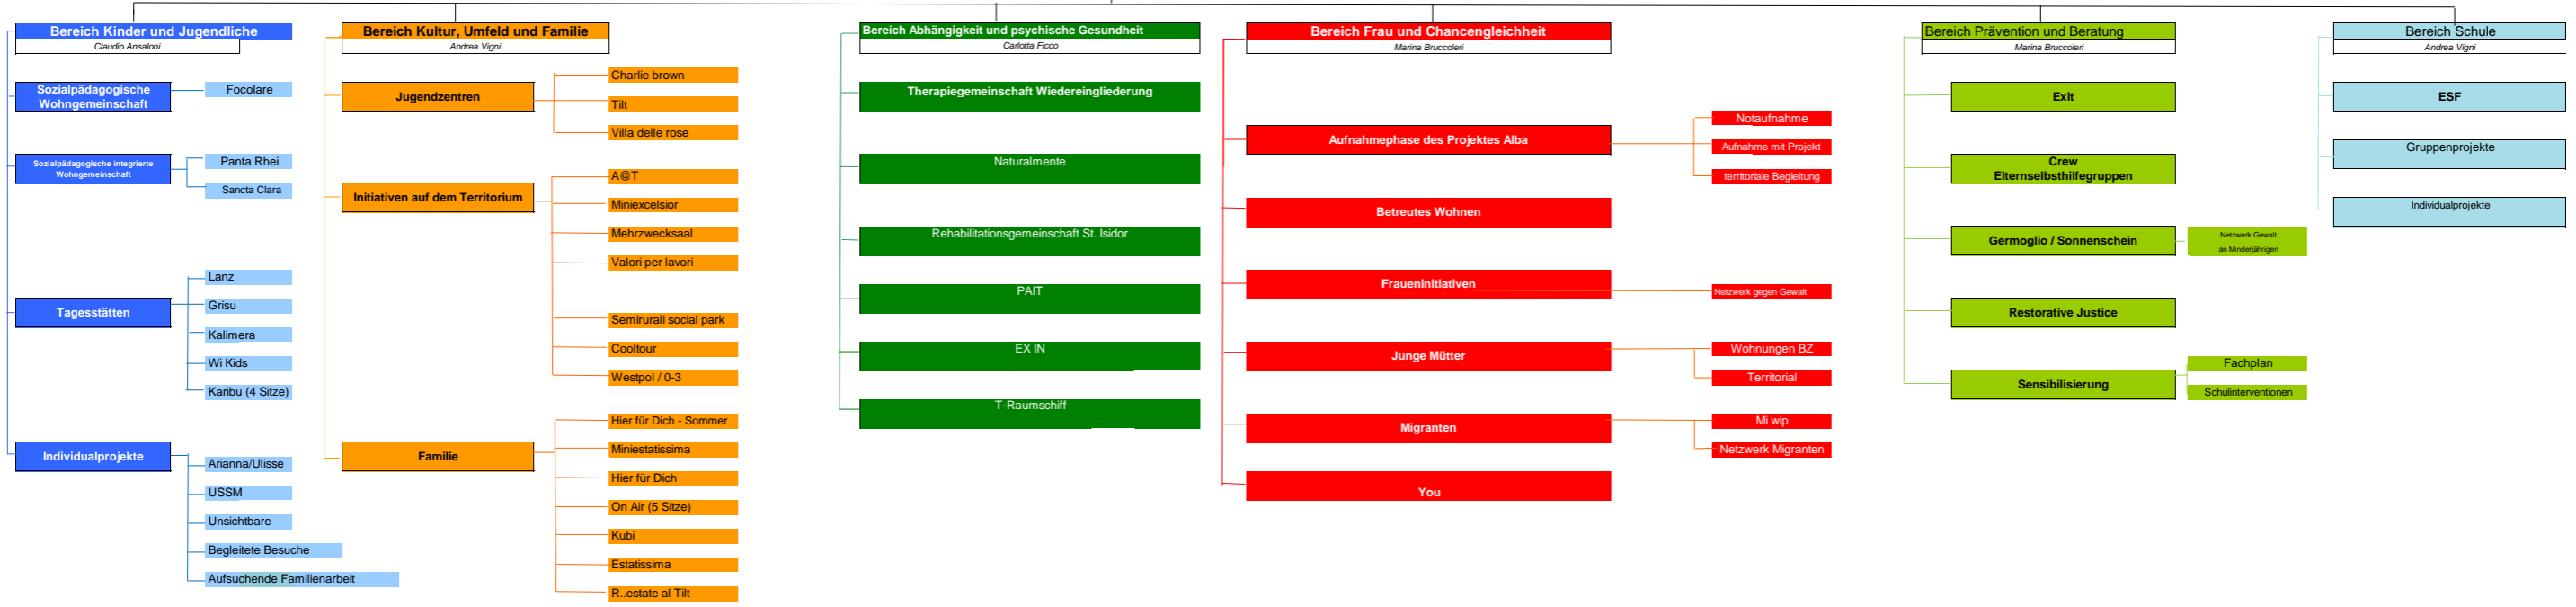 Bereich Kinder und Jugendliche
Claudio Ansaloni
Sozialpädagogische
Wohngemeinschaft
Focolare
Sozialpädagogische integrierte
Wohngemeinschaft
Panta Rhei
Sancta Clara
Tagesstätten
Lanz
Grisu
Kalimera
Wi Kids
Karibu (4 Sitze)
Individualprojekte
Arianna/Ulisse
USSM
Unsichtbare
Begleitete Besuche
Aufsuchende Familienarbeit
Bereich Kultur, Umfeld und Familie
Andrea Vigni
Jugendzentren
Charlie brown
Tilt
Villa delle rose
Initiativen auf dem Territorium
A@T
Miniexcelsior
Mehrzwecksaal
Valori per lavori
Semirurali social park
Cooltour
Westpol / 0-3
Familie
Hier für Dich - Sommer
Miniestatissima
Hier für Dich
On Air (5 Sitze)
Kubi
Estatissima
R..estate al Tilt
Bereich Abhängigkeit und psychische Gesundheit
Carlotta Ficco
Therapiegemeinschaft Wiedereingliederung
Naturalmente
Rehabilitationsgemeinschaft St. Isidor
PAIT
EX IN
T-Raumschiff
Bereich Frau und Chancengleichheit
Marina Bruccoleri
Aufnahmephase des Projektes Alba
Notaufnahme
Aufnahme mit Projekt
territoriale Begleitung
Betreutes Wohnen
Fraueninitiativen
Netzwerk gegen Gewalt
Junge Mütter
Wohnungen BZ
Territorial
Migranten
Mi wip
Netzwerk Migranten
You
Bereich Prävention und Beratung
Marina Bruccoleri
Exit
Crew
Elternselbsthilfegruppen
Germoglio / Sonnenschein
Netzwerk Gewalt
an Minderjährigen
Restorative Justice
Sensibilisierung
Fachplan
Schulinterventionen
Bereich Schule
Andrea Vigni
ESF
Gruppenprojekte
Individualprojekte